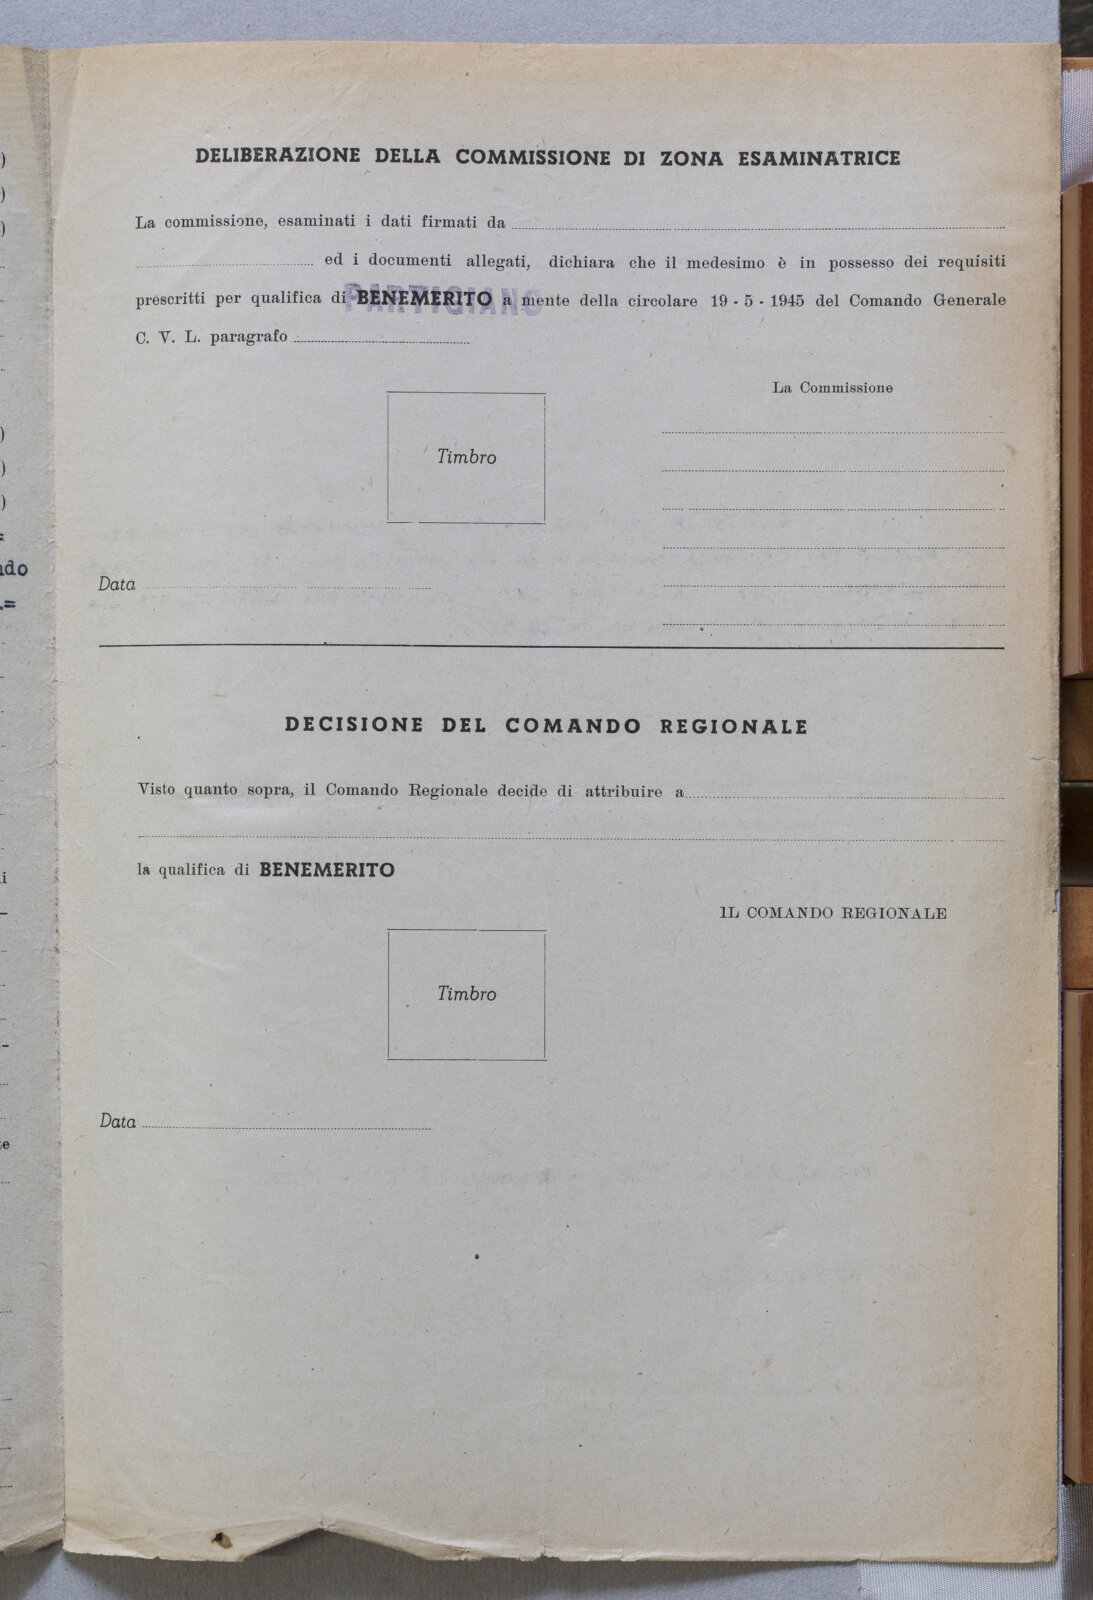 DELIBERAZIONE DELLA COMMISSIONE DI ZONA ESAMINATRICE
La commissione, esaminati i dati firmati da
ed i documenti allegati, dichiara che il medesimo è in possesso dei requisiti
prescritti per qualifica di BENEMERITO a mente della circolare 19 - 5 - 1945 del Comando Generale
PARTIGIANO
C. V. L. paragrafo
La Commissione
Timbro
Data
DECISIONE DEL COMANDO REGIONALE
Visto quanto sopra, il Comando Regionale decide di attribuire a
la qualifica di BENEMERITO
IL COMANDO REGIONALE
Timbro
Data